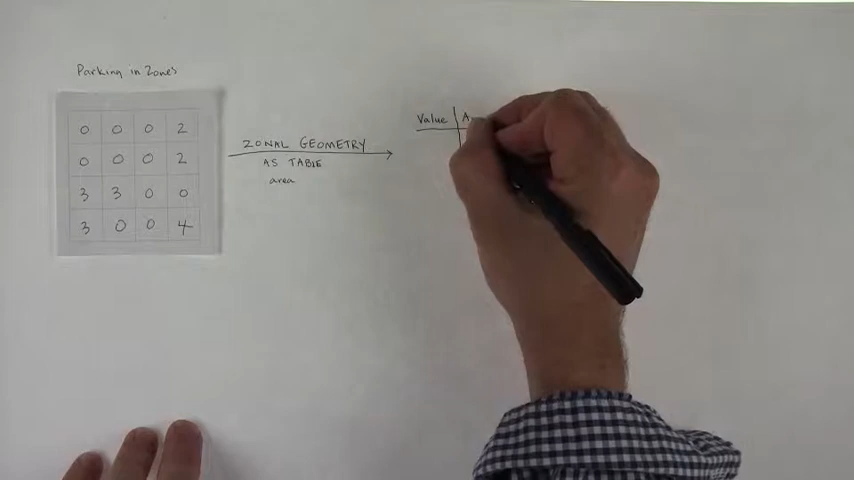 Parking in Zones
0 0 0 2
0 0 0 2
3 3 0 0
3 0 0 4
ZONAL GEOMETRY
AS TABLE
area
Value A